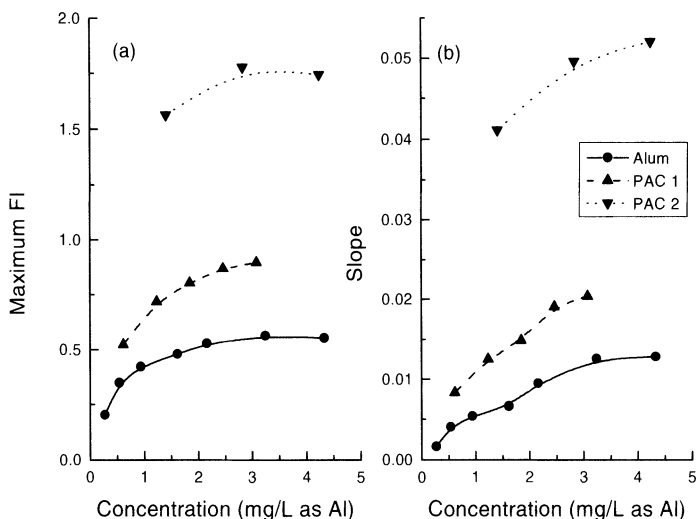 (a)
Maximum FI
2.0
1.5
1.0
0.5
0.0
0 1 2 3 4 5
Concentration (mg/L as Al)
(b)
Slope
0.05
0.04
0.03
0.02
0.01
0.00
0 1 2 3 4 5
Concentration (mg/L as Al)
Alum
PAC 1
PAC 2